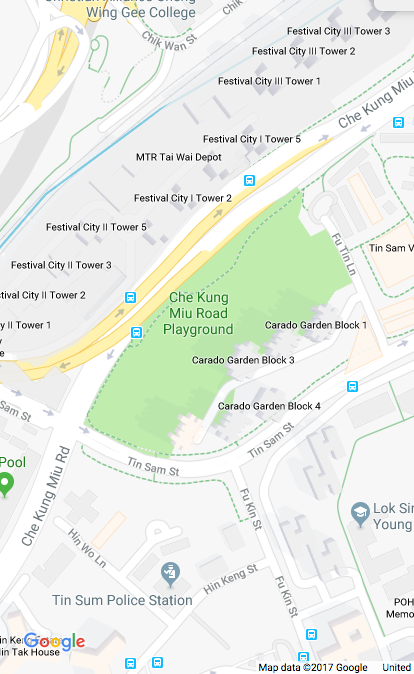 Wing Gee College
Chik Wan St
Festival City III Tower 3
Festival City III Tower 2
Festival City III Tower 1
Che Kung Miu
Festival City I Tower 5
MTR Tai Wai Depot
Festival City I Tower 2
Festival City II Tower 5
Fu Tin Ln
Tin Sam V
Festival City II Tower 3
II Tower 2
Che Kung
Miu Road
Playground
II Tower 1
Carado Garden Block 1
Carado Garden Block 3
Carado Garden Block 4
Sam St
Tin Sam St
Tin Sam St
Che Kung Miu Rd
Pool
Fu Kin St
Lok Sin
Young
Hin Wo Ln
Tin Sum Police Station
Hin Keng St
Fu Kin St
POH
Memo
in Ken
Google
Hin Tak House
Map data ©2017 Google
United